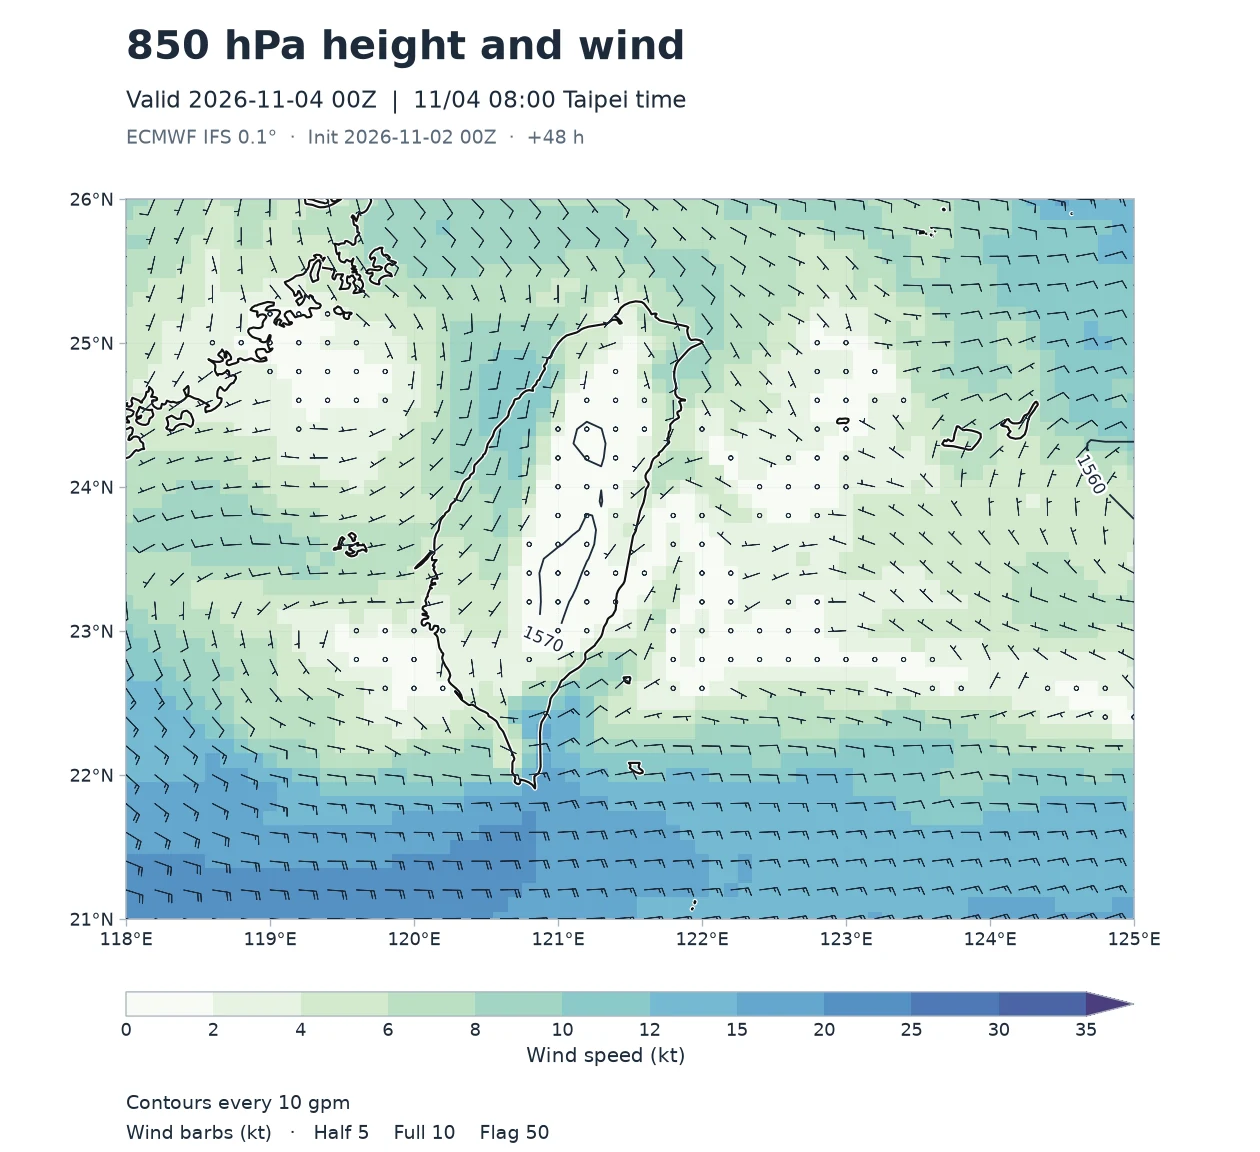 850 hPa height and wind
Valid 2026-11-04 00Z | 11/04 08:00 Taipei time
ECMWF IFS 0.1° · Init 2026-11-02 00Z · +48 h
26°N
25°N
24°N
23°N
22°N
21°N
1560
1570
118°E 119°E 120°E 121°E 122°E 123°E 124°E 125°E
0 2 4 6 8 10 12 15 20 25 30 35
Wind speed (kt)
Contours every 10 gpm
Wind barbs (kt) · Half 5 Full 10 Flag 50